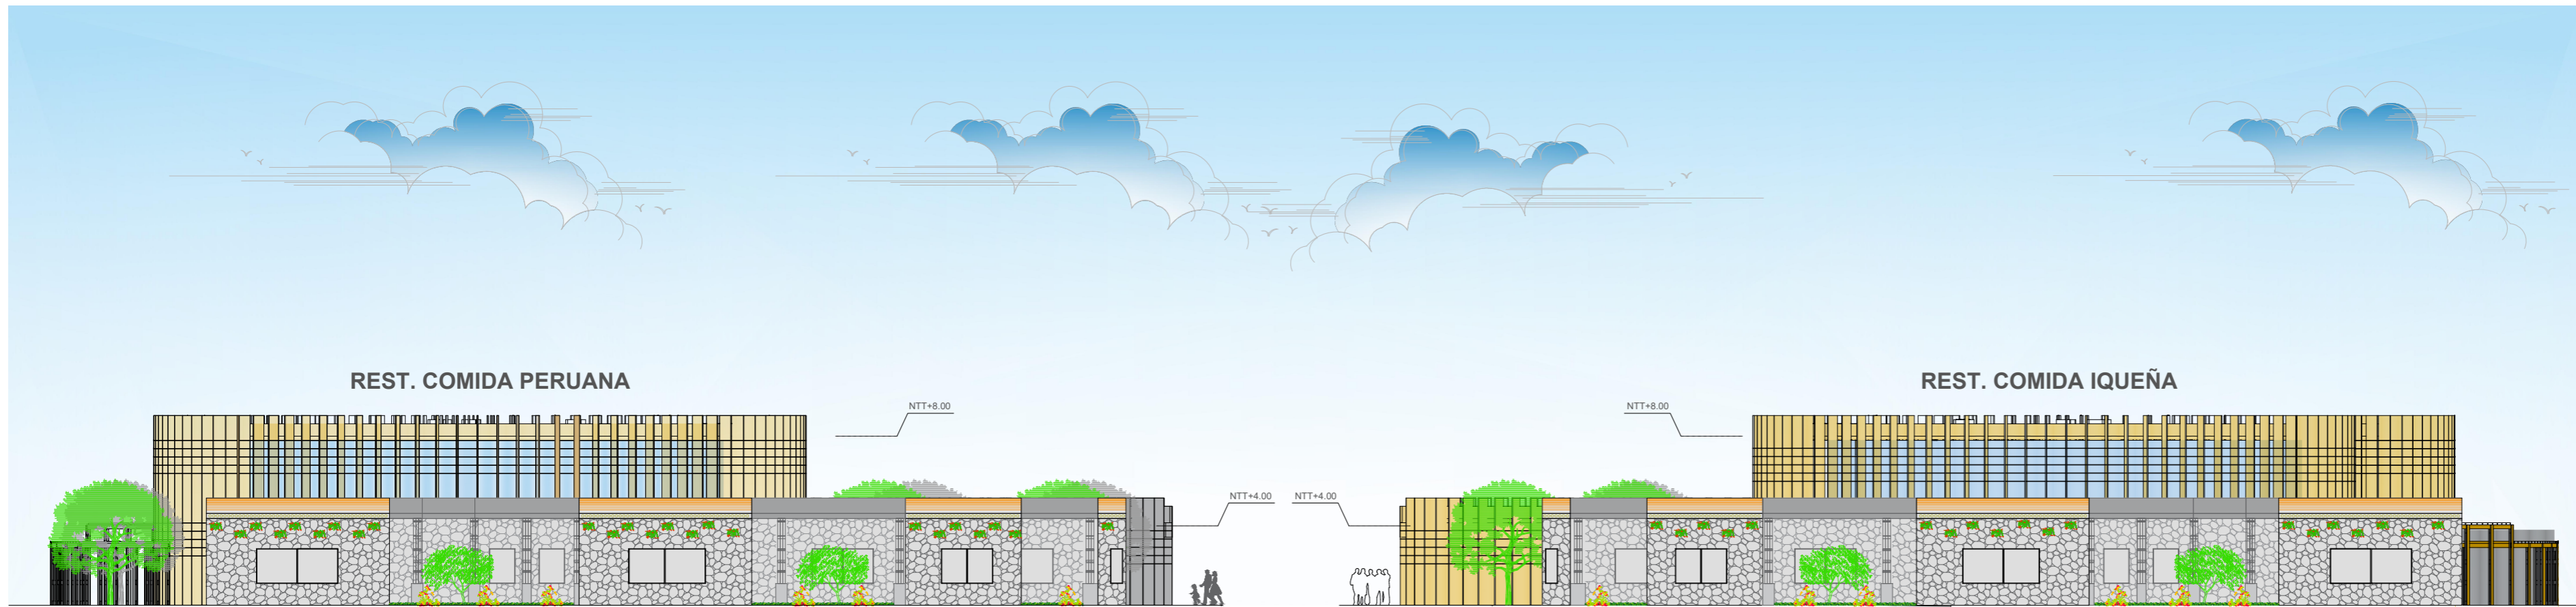 REST. COMIDA PERUANA
REST. COMIDA IQUEÑA
NTT+8.00
NTT+8.00
NTT+4.00
NTT+4.00